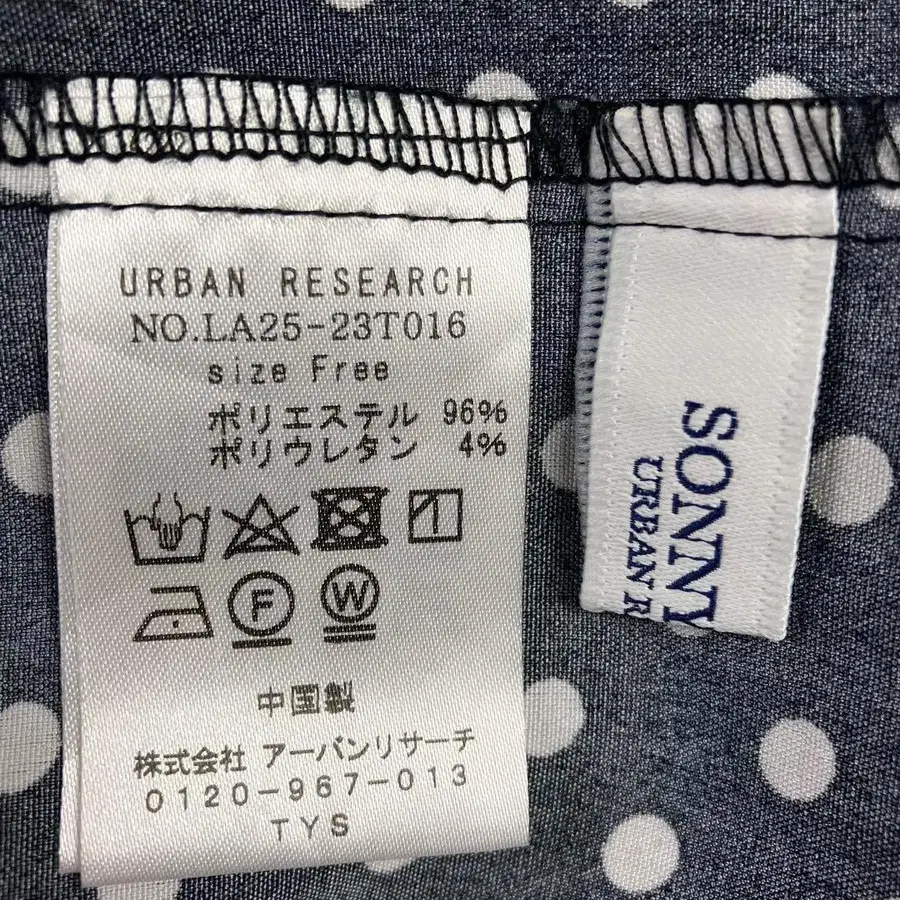 URBAN RESEARCH
NO.LA25-23T016
size Free
ポリエステル 96%
ポリウレタン 4%
F
W
中国製
株式会社 アーバンリサーチ
0120-967-013
TYS
SONNY
URBAN R